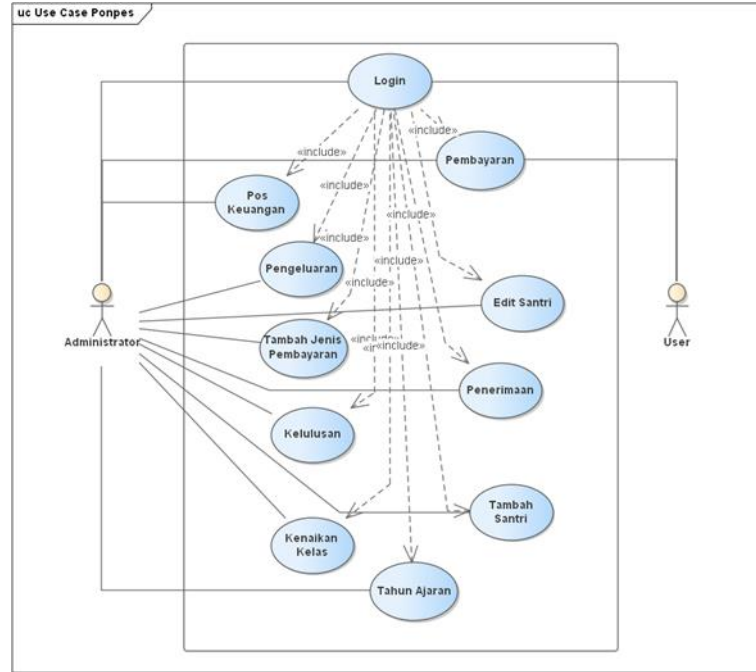 uc Use Case Ponpes
Login
«include»
Pembayaran
«include»
Pos
Keuangan
«include»
«include»
«include»
Pengeluaran
«include»
«include»
Edit Santri
Administrator
User
Tambah Jenis
Pembayaran
«include»
Penerimaan
Kelulusan
Tambah
Santri
Kenaikan
Kelas
Tahun Ajaran